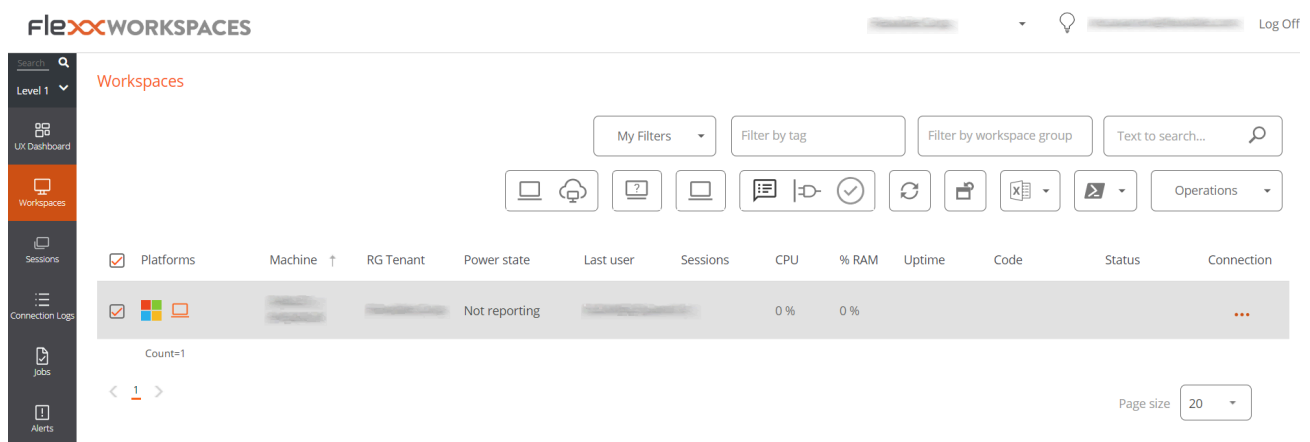 FlexxWORKSPACES
Log Off
Search
Level 1
Workspaces
My Filters
Filter by tag
Filter by workspace group
Text to search...
UX Dashboard
Workspaces
Operations
Sessions
Platforms Machine ↑ RG Tenant Power state Last user Sessions CPU % RAM Uptime Code Status Connection
Connection Logs
Not reporting 0 % 0 % ...
Count=1
Jobs
1
Page size 20
Alerts